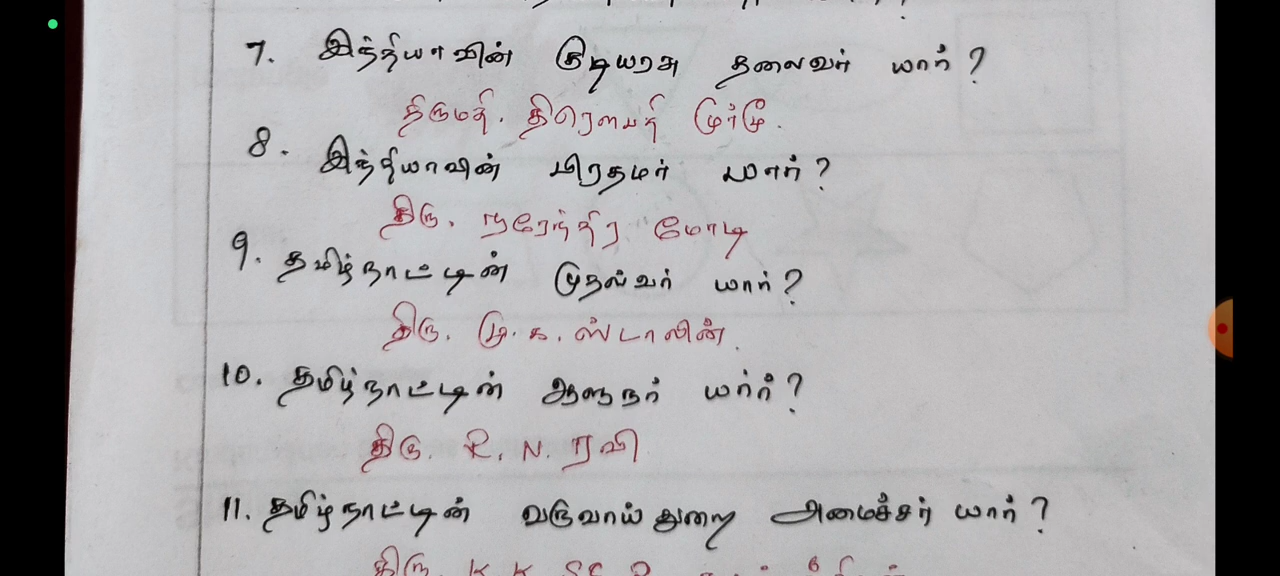 7. இந்தியாவின் குடியரசு தலைவர் யார்?
திருமதி. திரௌபதி முர்மு.
8. இந்தியாவின் பிரதமர் யார்?
திரு. நரேந்திர மோடி
9. தமிழ்நாட்டின் முதல்வர் யார்?
திரு. மு.க. ஸ்டாலின்.
10. தமிழ்நாட்டின் ஆளுநர் யார்?
திரு. R. N. ரவி
11. தமிழ்நாட்டின் வருவாய் துறை அமைச்சர் யார்?
திரு. K.K.